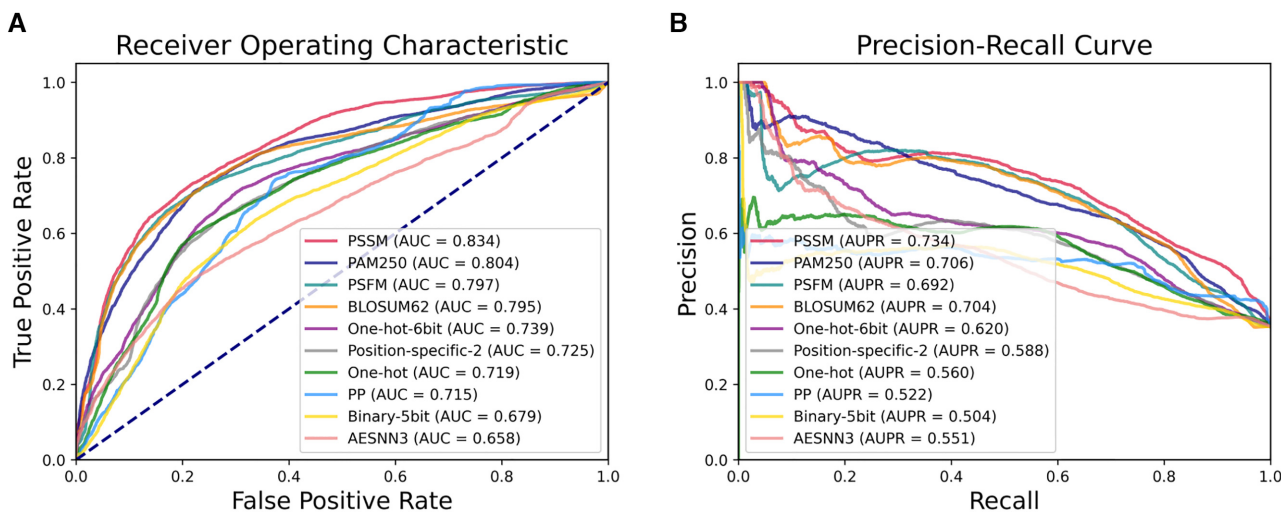 A
Receiver Operating Characteristic
True Positive Rate
1.0
0.8
0.6
0.4
0.2
0.0
PSSM (AUC = 0.834)
PAM250 (AUC = 0.804)
PSFM (AUC = 0.797)
BLOSUM62 (AUC = 0.795)
One-hot-6bit (AUC = 0.739)
Position-specific-2 (AUC = 0.725)
One-hot (AUC = 0.719)
PP (AUC = 0.715)
Binary-5bit (AUC = 0.679)
AESNN3 (AUC = 0.658)
0.0 0.2 0.4 0.6 0.8 1.0
False Positive Rate
B
Precision-Recall Curve
Precision
1.0
0.8
0.6
0.4
0.2
0.0
PSSM (AUPR = 0.734)
PAM250 (AUPR = 0.706)
PSFM (AUPR = 0.692)
BLOSUM62 (AUPR = 0.704)
One-hot-6bit (AUPR = 0.620)
Position-specific-2 (AUPR = 0.588)
One-hot (AUPR = 0.560)
PP (AUPR = 0.522)
Binary-5bit (AUPR = 0.504)
AESNN3 (AUPR = 0.551)
0.0 0.2 0.4 0.6 0.8 1.0
Recall